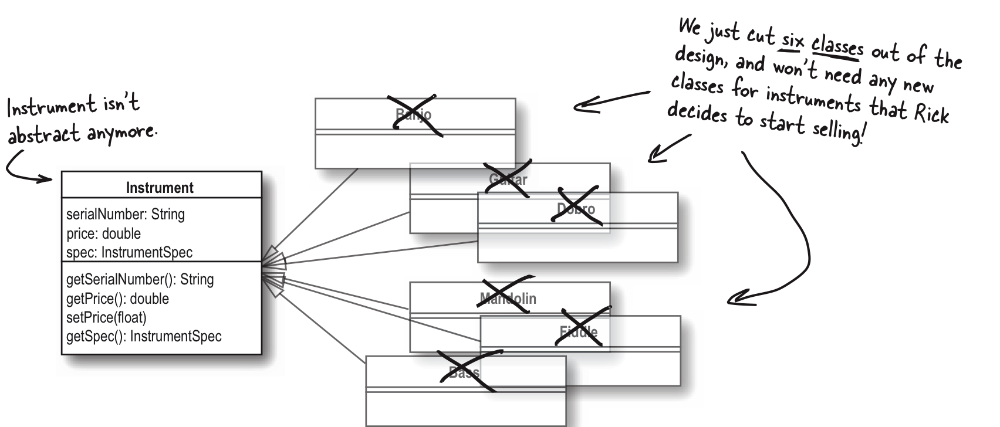 We just cut six classes out of the
design, and won't need any new
classes for instruments that Rick
decides to start selling!
Instrument isn't
abstract anymore.
Banjo
Guitar
Dobro
Instrument
serialNumber: String
price: double
spec: InstrumentSpec
getSerialNumber(): String
getPrice(): double
setPrice(float)
getSpec(): InstrumentSpec
Mandolin
Fiddle
Bass